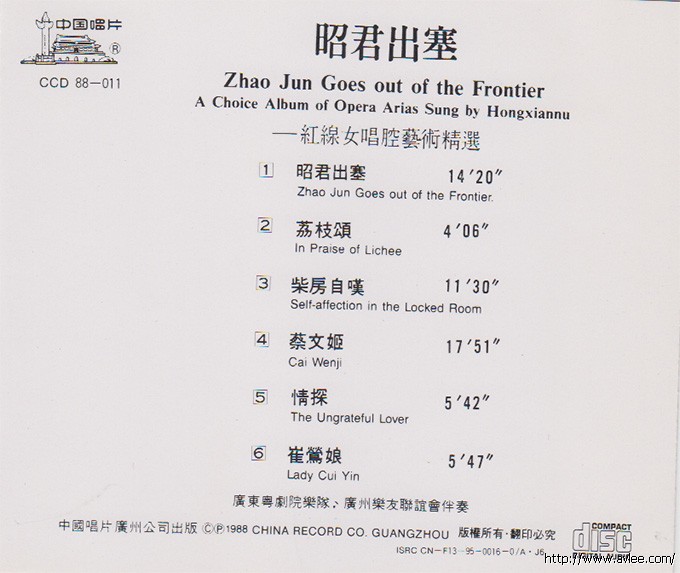 中国唱片
®
CCD 88-011
昭君出塞
Zhao Jun Goes out of the Frontier
A Choice Album of Opera Arias Sung by Hongxiannu
——紅線女唱腔藝術精選
1 昭君出塞 14′20″
Zhao Jun Goes out of the Frontier.
2 荔枝頌 4′06″
In Praise of Lichee
3 柴房自嘆 11′30″
Self-affection in the Locked Room
4 蔡文姬 17′51″
Cai Wenji
5 情探 5′42″
The Ungrateful Lover
6 崔鶯娘 5′47″
Lady Cui Yin
廣東粤劇院樂隊、廣州樂友聯誼會伴奏
中國唱片廣州公司出版 ©Ⓟ1988 CHINA RECORD CO. GUANGZHOU 版權所有·翻印必究
ISRC CN-F13-95-0016-0/A·J6
COMPACT
disc
DIGITAL AUDIO
http://www.8vlee.com/